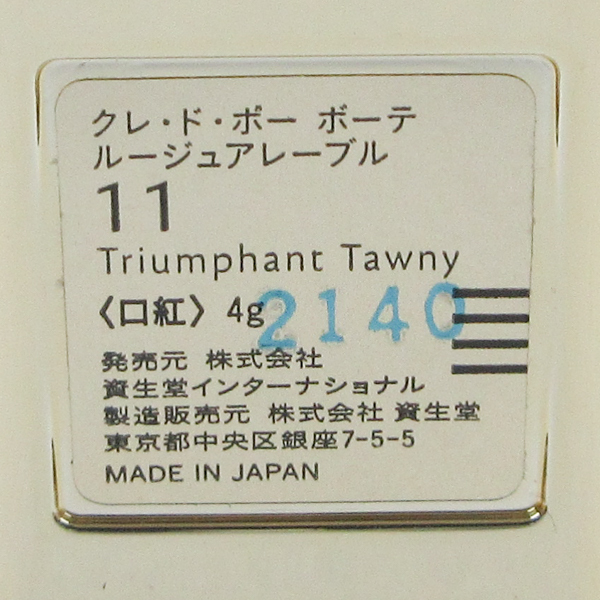 クレ・ド・ポー ボーテ
ルージュアレーブル
11
Triumphant Tawny
〈口紅〉 4g
2140
発売元 株式会社
資生堂インターナショナル
製造販売元 株式会社 資生堂
東京都中央区銀座7-5-5
MADE IN JAPAN